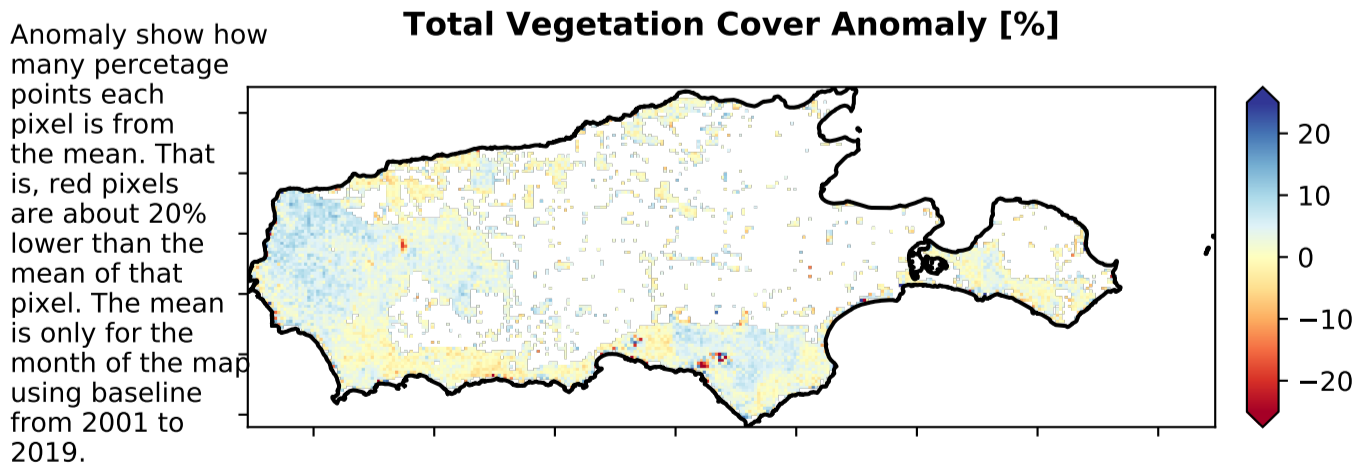 Total Vegetation Cover Anomaly [%]
Anomaly show how
many percetage
points each
pixel is from
the mean. That
is, red pixels
are about 20%
lower than the
mean of that
pixel. The mean
is only for the
month of the map
using baseline
from 2001 to
2019.
20
10
0
−10
−20